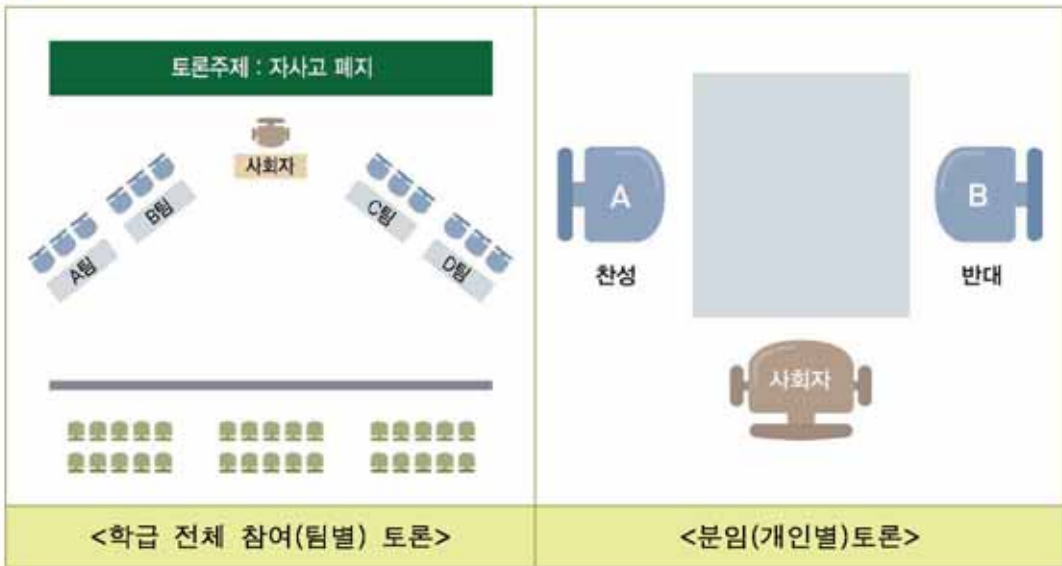 토론주제 : 자사고 폐지
사회자
A팀
B팀
C팀
D팀
<학급 전체 참여(팀별) 토론>
A
찬성
B
반대
사회자
<분임(개인별)토론>